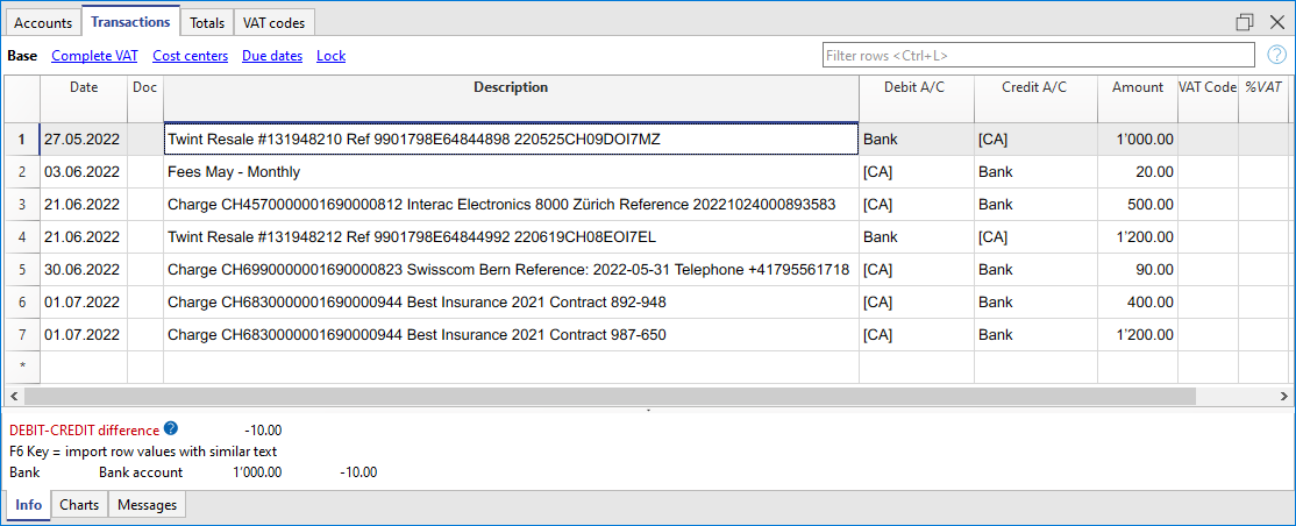 Accounts Transactions Totals VAT codes
Base Complete VAT Cost centers Due dates Lock Filter rows <Ctrl+L> ?
Date Doc Description Debit A/C Credit A/C Amount VAT Code %VAT
1 27.05.2022 Twint Resale #131948210 Ref 9901798E64844898 220525CH09DOI7MZ Bank [CA] 1'000.00
2 03.06.2022 Fees May - Monthly [CA] Bank 20.00
3 21.06.2022 Charge CH4570000001690000812 Interac Electronics 8000 Zürich Reference 20221024000893583 [CA] Bank 500.00
4 21.06.2022 Twint Resale #131948212 Ref 9901798E64844992 220619CH08EOI7EL Bank [CA] 1'200.00
5 30.06.2022 Charge CH6990000001690000823 Swisscom Bern Reference: 2022-05-31 Telephone +41795561718 [CA] Bank 90.00
6 01.07.2022 Charge CH6830000001690000944 Best Insurance 2021 Contract 892-948 [CA] Bank 400.00
7 01.07.2022 Charge CH6830000001690000944 Best Insurance 2021 Contract 987-650 [CA] Bank 1'200.00
*
DEBIT-CREDIT difference ? -10.00
F6 Key = import row values with similar text
Bank Bank account 1'000.00 -10.00
Info Charts Messages